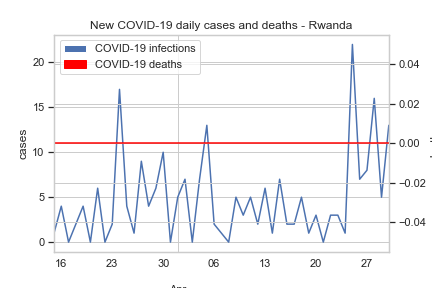 New COVID-19 daily cases and deaths - Rwanda
COVID-19 infections
COVID-19 deaths
cases
20
15
10
5
0
0.04
0.02
0.00
−0.02
−0.04
16 23 30 06 13 20 27